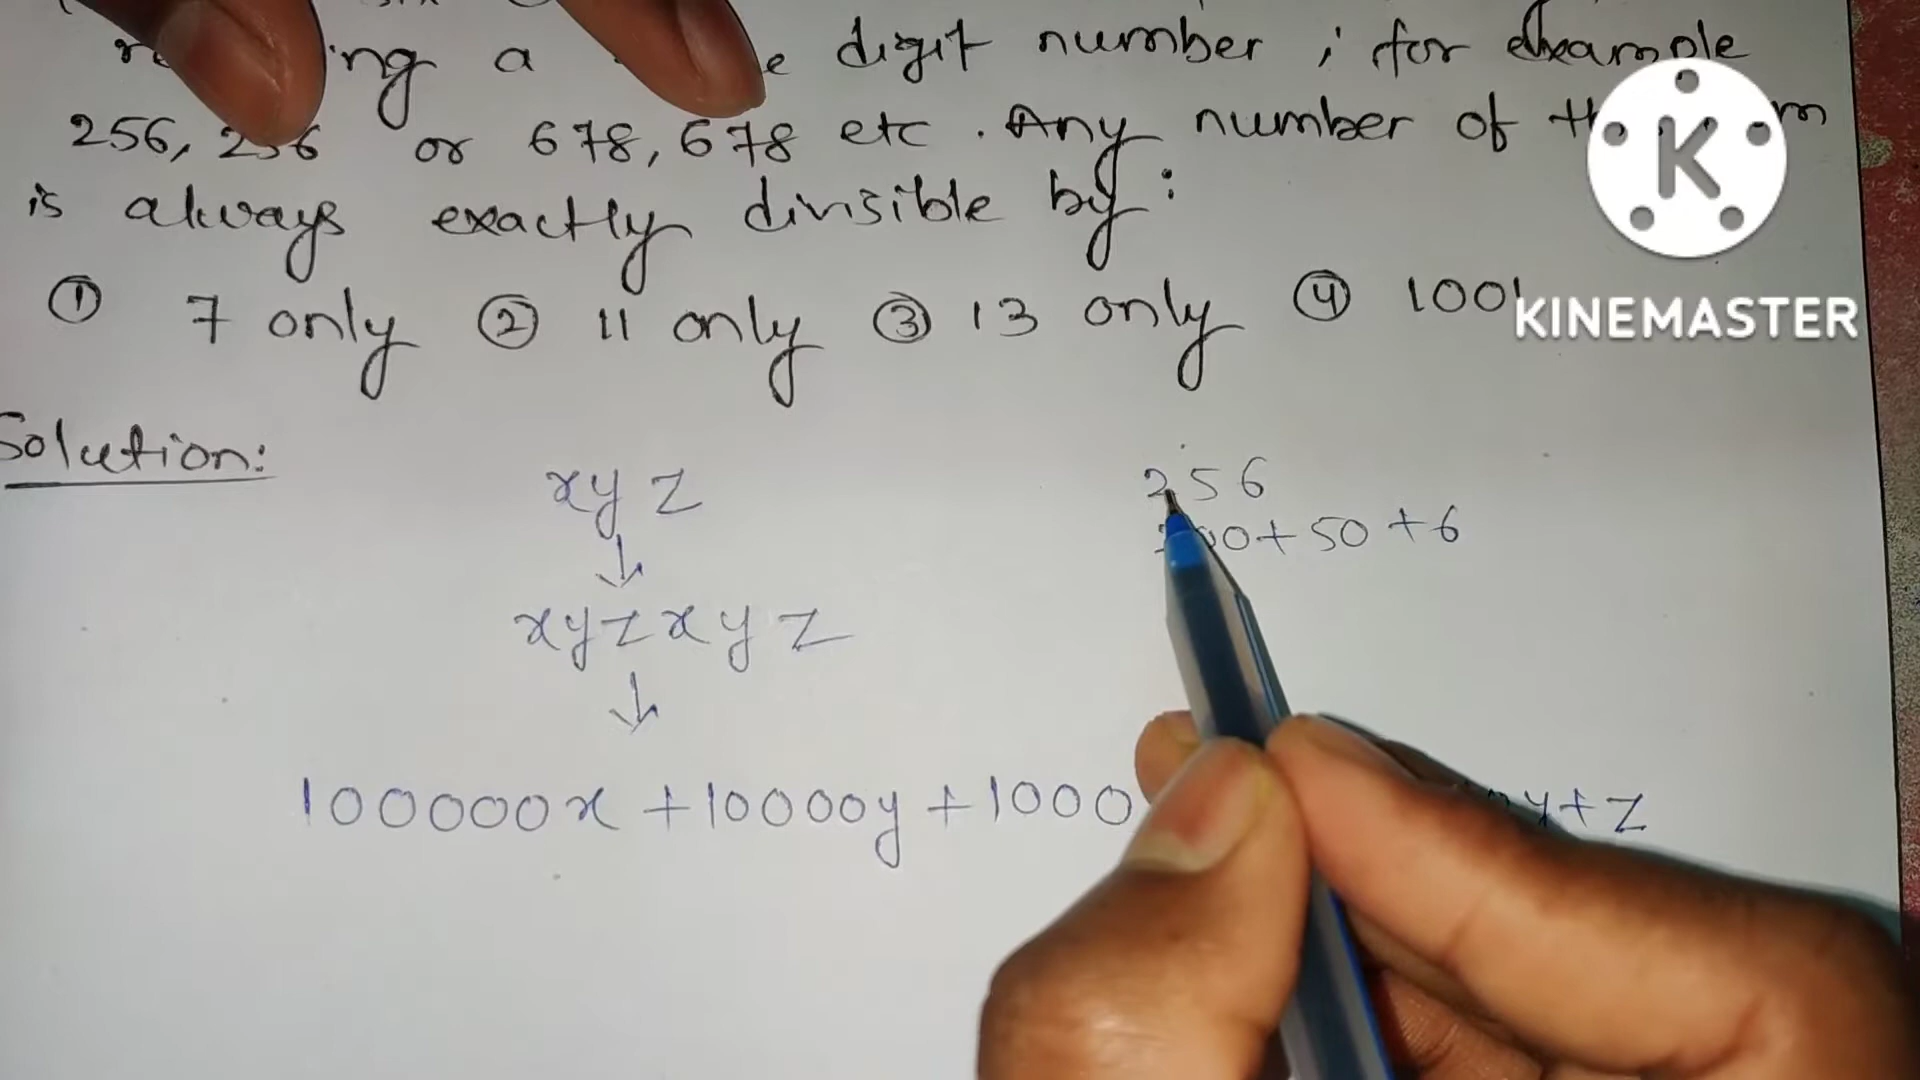 a digit number ; for example
256, 256 or 678, 678 etc. Any number of
is always exactly divisible by:
① 7 only ② 11 only ③ 13 only ④ 1001
KINEMASTER
Solution:
xyz
256
+ 50 + 6
xyzxyz
100000x + 10000y + 1000 y + z